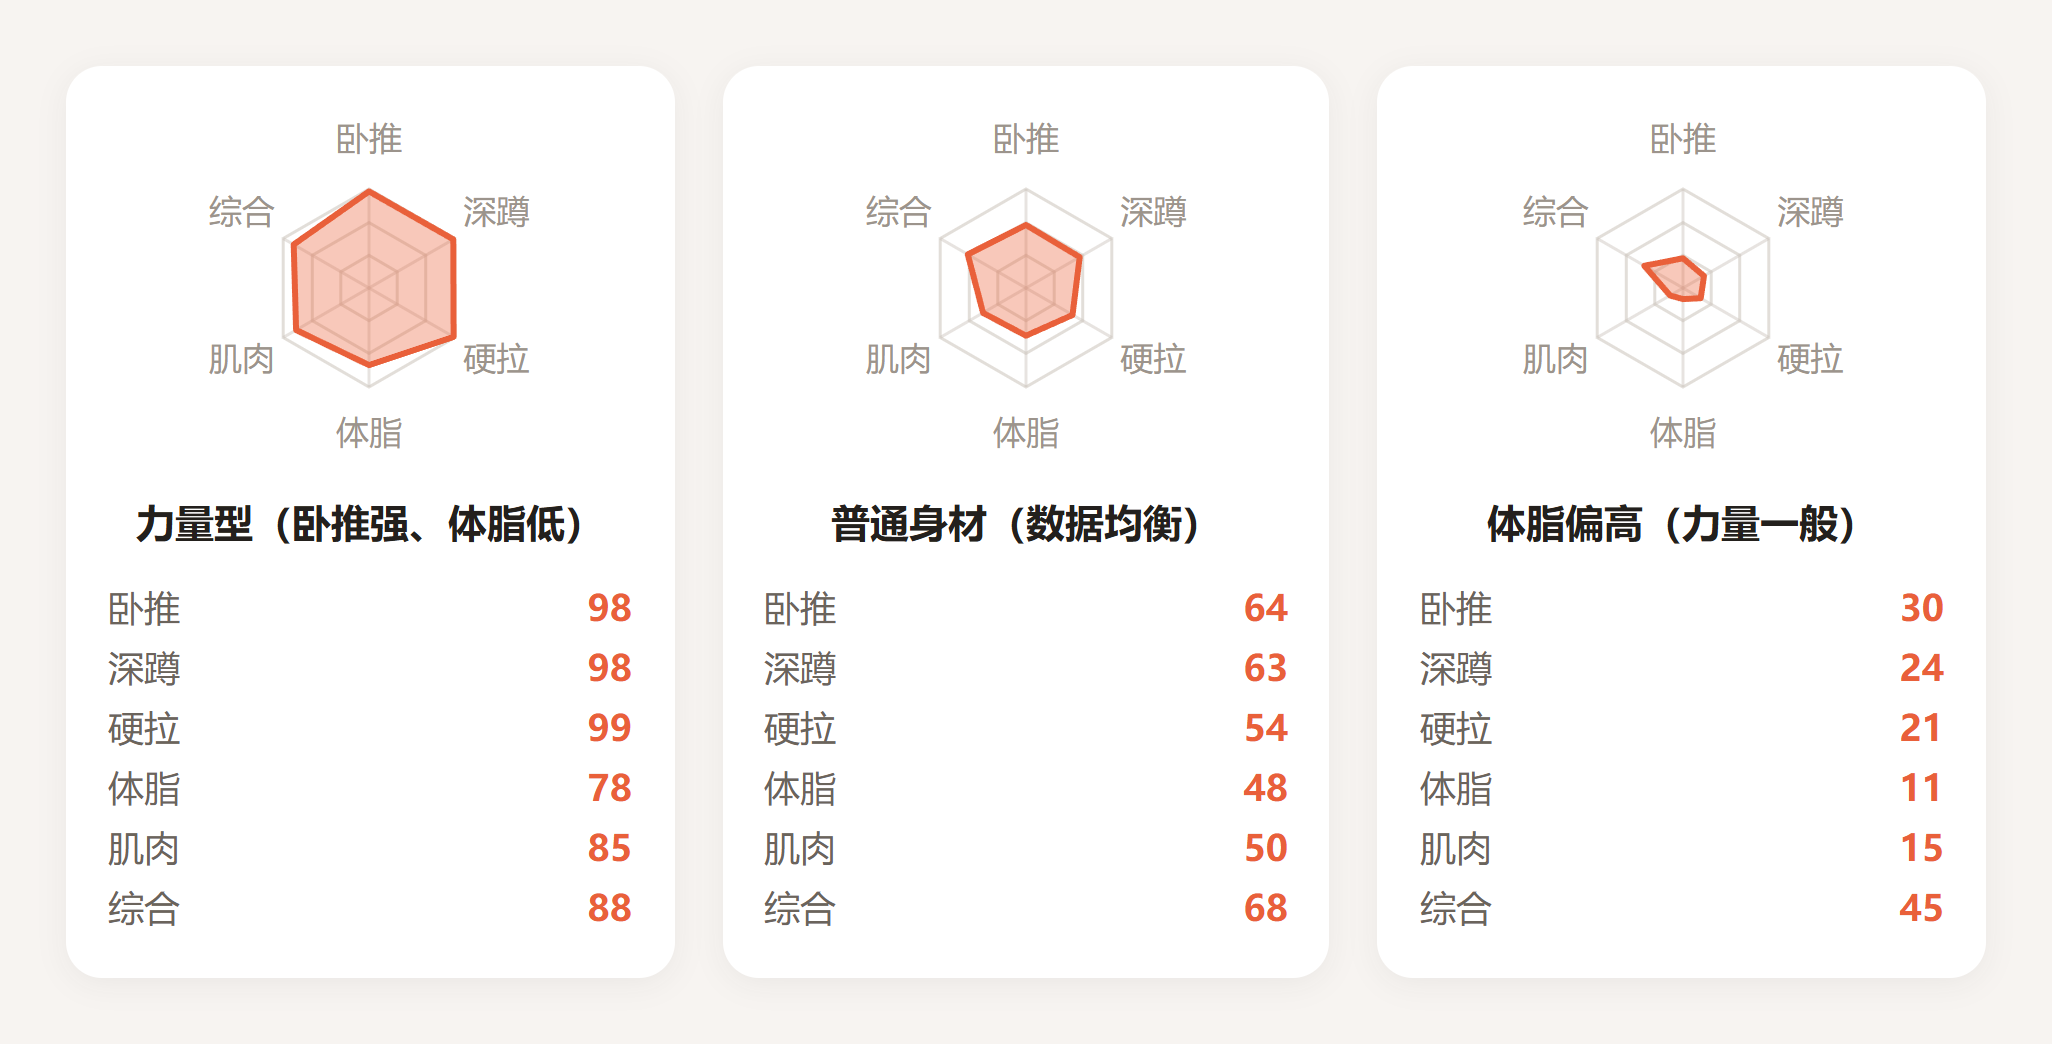 卧推
综合
深蹲
肌肉
硬拉
体脂
力量型（卧推强、体脂低）
卧推 98
深蹲 98
硬拉 99
体脂 78
肌肉 85
综合 88
卧推
综合
深蹲
肌肉
硬拉
体脂
普通身材（数据均衡）
卧推 64
深蹲 63
硬拉 54
体脂 48
肌肉 50
综合 68
卧推
综合
深蹲
肌肉
硬拉
体脂
体脂偏高（力量一般）
卧推 30
深蹲 24
硬拉 21
体脂 11
肌肉 15
综合 45